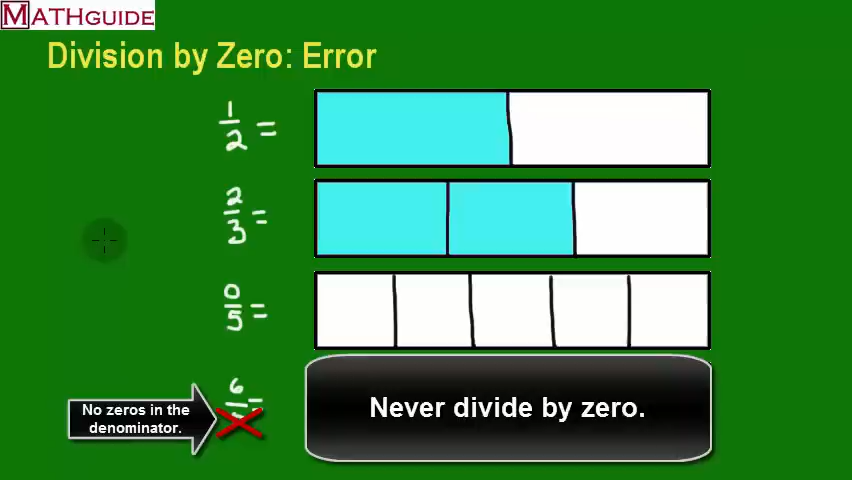 MATHGUIDE
Division by Zero: Error
1/2 =
2/3 =
0/5 =
6/ =
No zeros in the
denominator.
Never divide by zero.